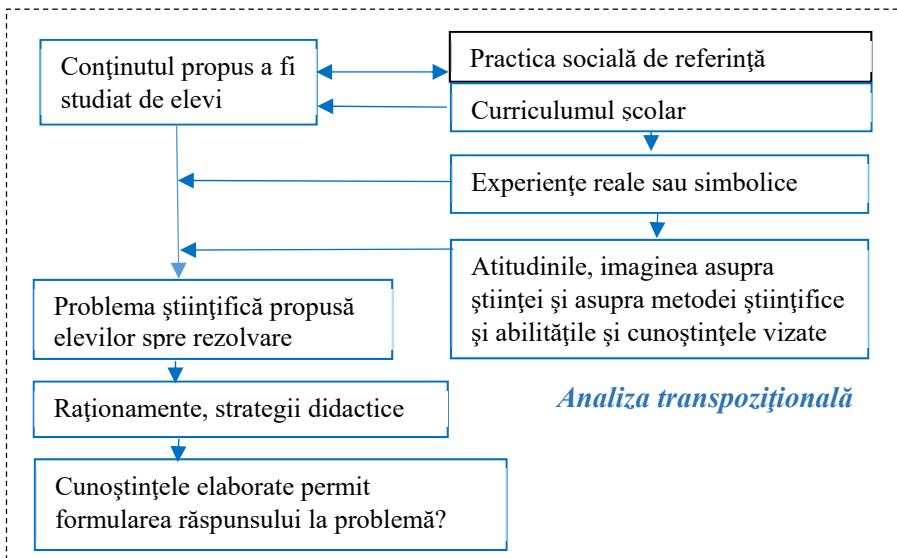 Conţinutul propus a fi
studiat de elevi
Practica socială de referinţă
Curriculumul şcolar
Experienţe reale sau simbolice
Atitudinile, imaginea asupra
ştiinţei şi asupra metodei ştiinţifice
şi abilităţile şi cunoştinţele vizate
Problema ştiinţifică propusă
elevilor spre rezolvare
Raţionamente, strategii didactice
Analiza transpoziţională
Cunoştinţele elaborate permit
formularea răspunsului la problemă?